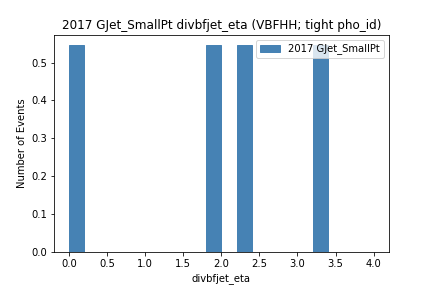 2017 GJet_SmallPt divbfjet_eta (VBFHH; tight pho_id)
2017 GJet_SmallPt
Number of Events
0.5
0.4
0.3
0.2
0.1
0.0
0.0 0.5 1.0 1.5 2.0 2.5 3.0 3.5 4.0
divbfjet_eta